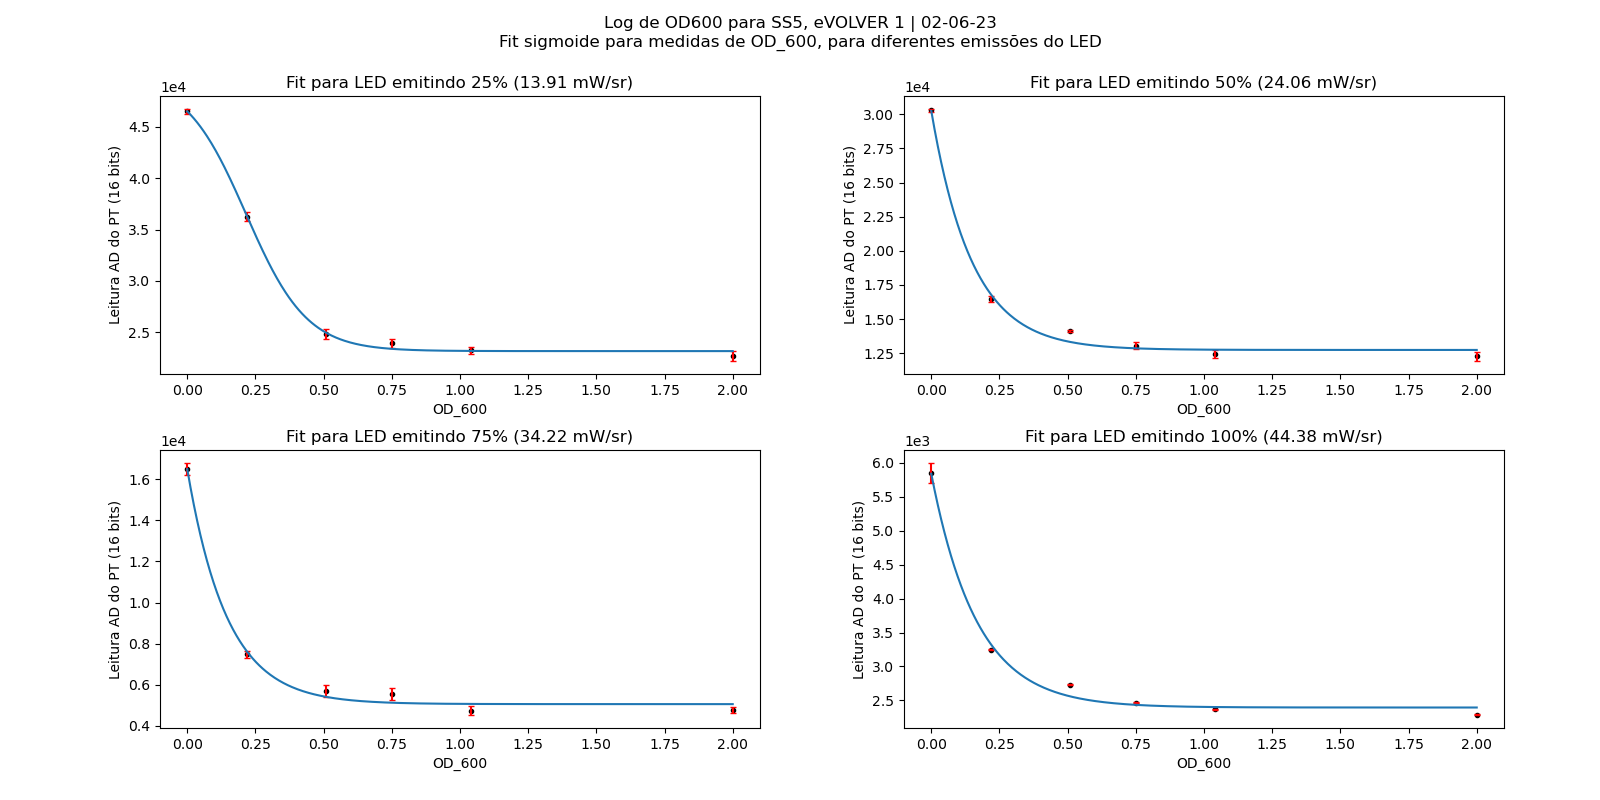 Log de OD600 para SS5, eVOLVER 1 | 02-06-23
Fit sigmoide para medidas de OD_600, para diferentes emissões do LED
Fit para LED emitindo 25% (13.91 mW/sr)
1e4
Leitura AD do PT (16 bits)
4.5
4.0
3.5
3.0
2.5
0.00 0.25 0.50 0.75 1.00 1.25 1.50 1.75 2.00
OD_600
Fit para LED emitindo 50% (24.06 mW/sr)
1e4
Leitura AD do PT (16 bits)
3.00
2.75
2.50
2.25
2.00
1.75
1.50
1.25
0.00 0.25 0.50 0.75 1.00 1.25 1.50 1.75 2.00
OD_600
Fit para LED emitindo 75% (34.22 mW/sr)
1e4
Leitura AD do PT (16 bits)
1.6
1.4
1.2
1.0
0.8
0.6
0.4
0.00 0.25 0.50 0.75 1.00 1.25 1.50 1.75 2.00
OD_600
Fit para LED emitindo 100% (44.38 mW/sr)
1e3
Leitura AD do PT (16 bits)
6.0
5.5
5.0
4.5
4.0
3.5
3.0
2.5
0.00 0.25 0.50 0.75 1.00 1.25 1.50 1.75 2.00
OD_600